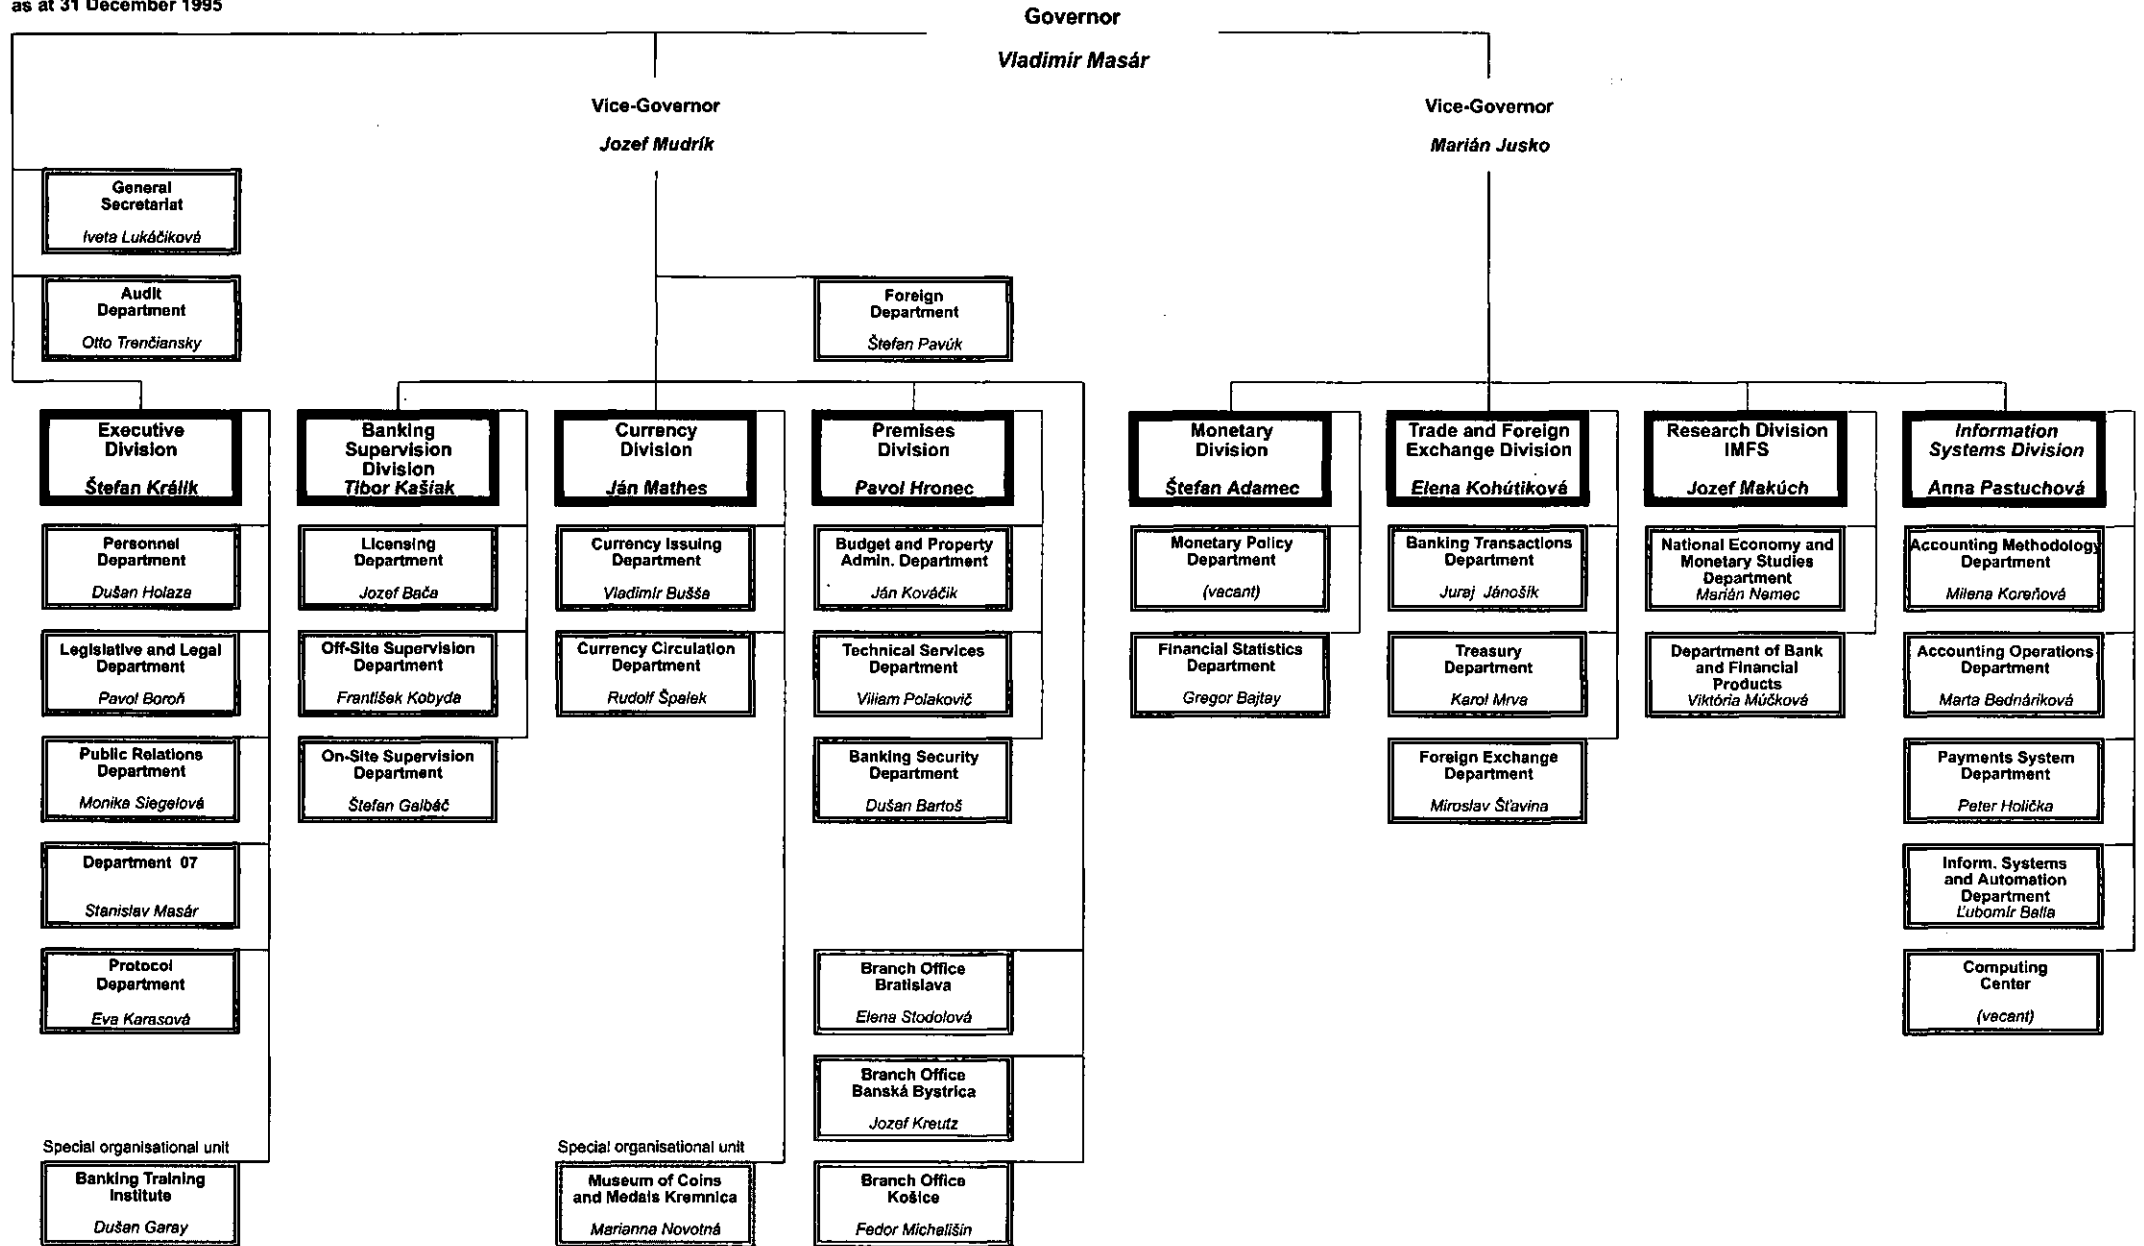 as at 31 December 1995
Governor
Vladimír Masár
Vice-Governor
Jozef Mudrík
Vice-Governor
Marián Jusko
General
Secretariat
Iveta Lukáčiková
Audit
Department
Otto Trenčiansky
Foreign
Department
Štefan Pavúk
Executive
Division
Štefan Králik
Banking
Supervision
Division
Tibor Kašiak
Currency
Division
Ján Mathes
Premises
Division
Pavol Hronec
Monetary
Division
Štefan Adamec
Trade and Foreign
Exchange Division
Elena Kohútiková
Research Division
IMFS
Jozef Makúch
Information
Systems Division
Anna Pastuchová
Personnel
Department
Dušan Holaza
Licensing
Department
Jozef Bača
Currency Issuing
Department
Vladimír Bušša
Budget and Property
Admin. Department
Ján Kováčik
Monetary Policy
Department
(vacant)
Banking Transactions
Department
Juraj Jánošík
National Economy and
Monetary Studies
Department
Marián Nemec
Accounting Methodology
Department
Milena Koreňová
Legislative and Legal
Department
Pavol Boroň
Off-Site Supervision
Department
František Kobyda
Currency Circulation
Department
Rudolf Špalek
Technical Services
Department
Viliam Polakovič
Financial Statistics
Department
Gregor Bajtay
Treasury
Department
Karol Mrva
Department of Bank
and Financial
Products
Viktória Múčková
Accounting Operations
Department
Marta Bednáriková
Public Relations
Department
Monika Siegelová
On-Site Supervision
Department
Štefan Galbáč
Banking Security
Department
Dušan Bartoš
Foreign Exchange
Department
Miroslav Šťavina
Payments System
Department
Peter Holička
Department 07
Stanislav Masár
Inform. Systems
and Automation
Department
Ľubomír Balla
Protocol
Department
Eva Karasová
Branch Office
Bratislava
Elena Stodolová
Computing
Center
(vacant)
Branch Office
Banská Bystrica
Jozef Kreutz
Special organisational unit
Banking Training
Institute
Dušan Garay
Special organisational unit
Museum of Coins
and Medals Kremnica
Marianna Novotná
Branch Office
Košice
Fedor Michališin